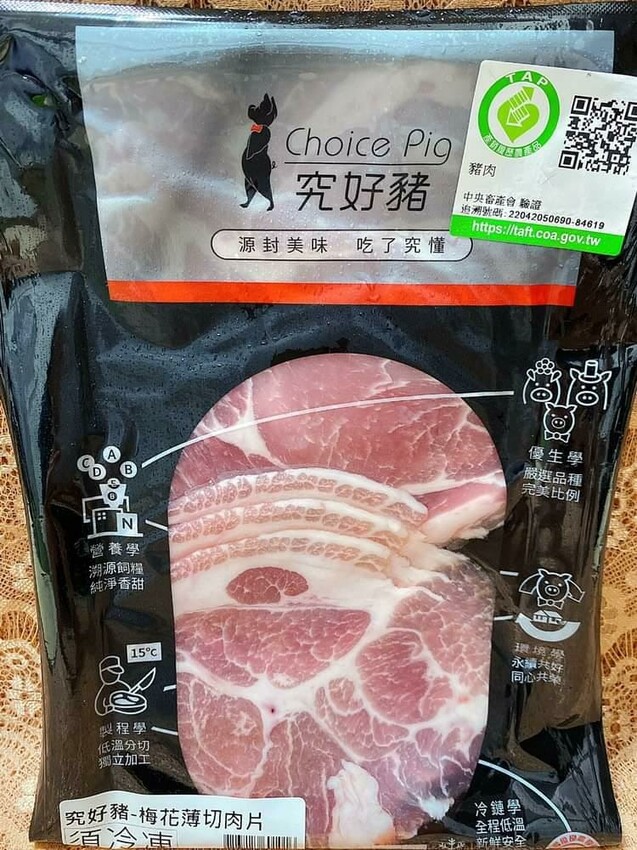 TAP
產銷履歷農產品
豬肉
中央畜產會 驗證
追溯號碼: 22042050690-84619
https://taft.coa.gov.tw
Choice Pig
究好豬
源封美味 吃了究懂
優生學
嚴選品種
完美比例
C D A B E
N
營養學
溯源飼糧
純淨香甜
環境學
永續共好
同心共榮
15°C
製程學
低溫分切
獨立加工
究好豬-梅花薄切肉片
須冷凍
冷鏈學
全程低溫
新鮮安全